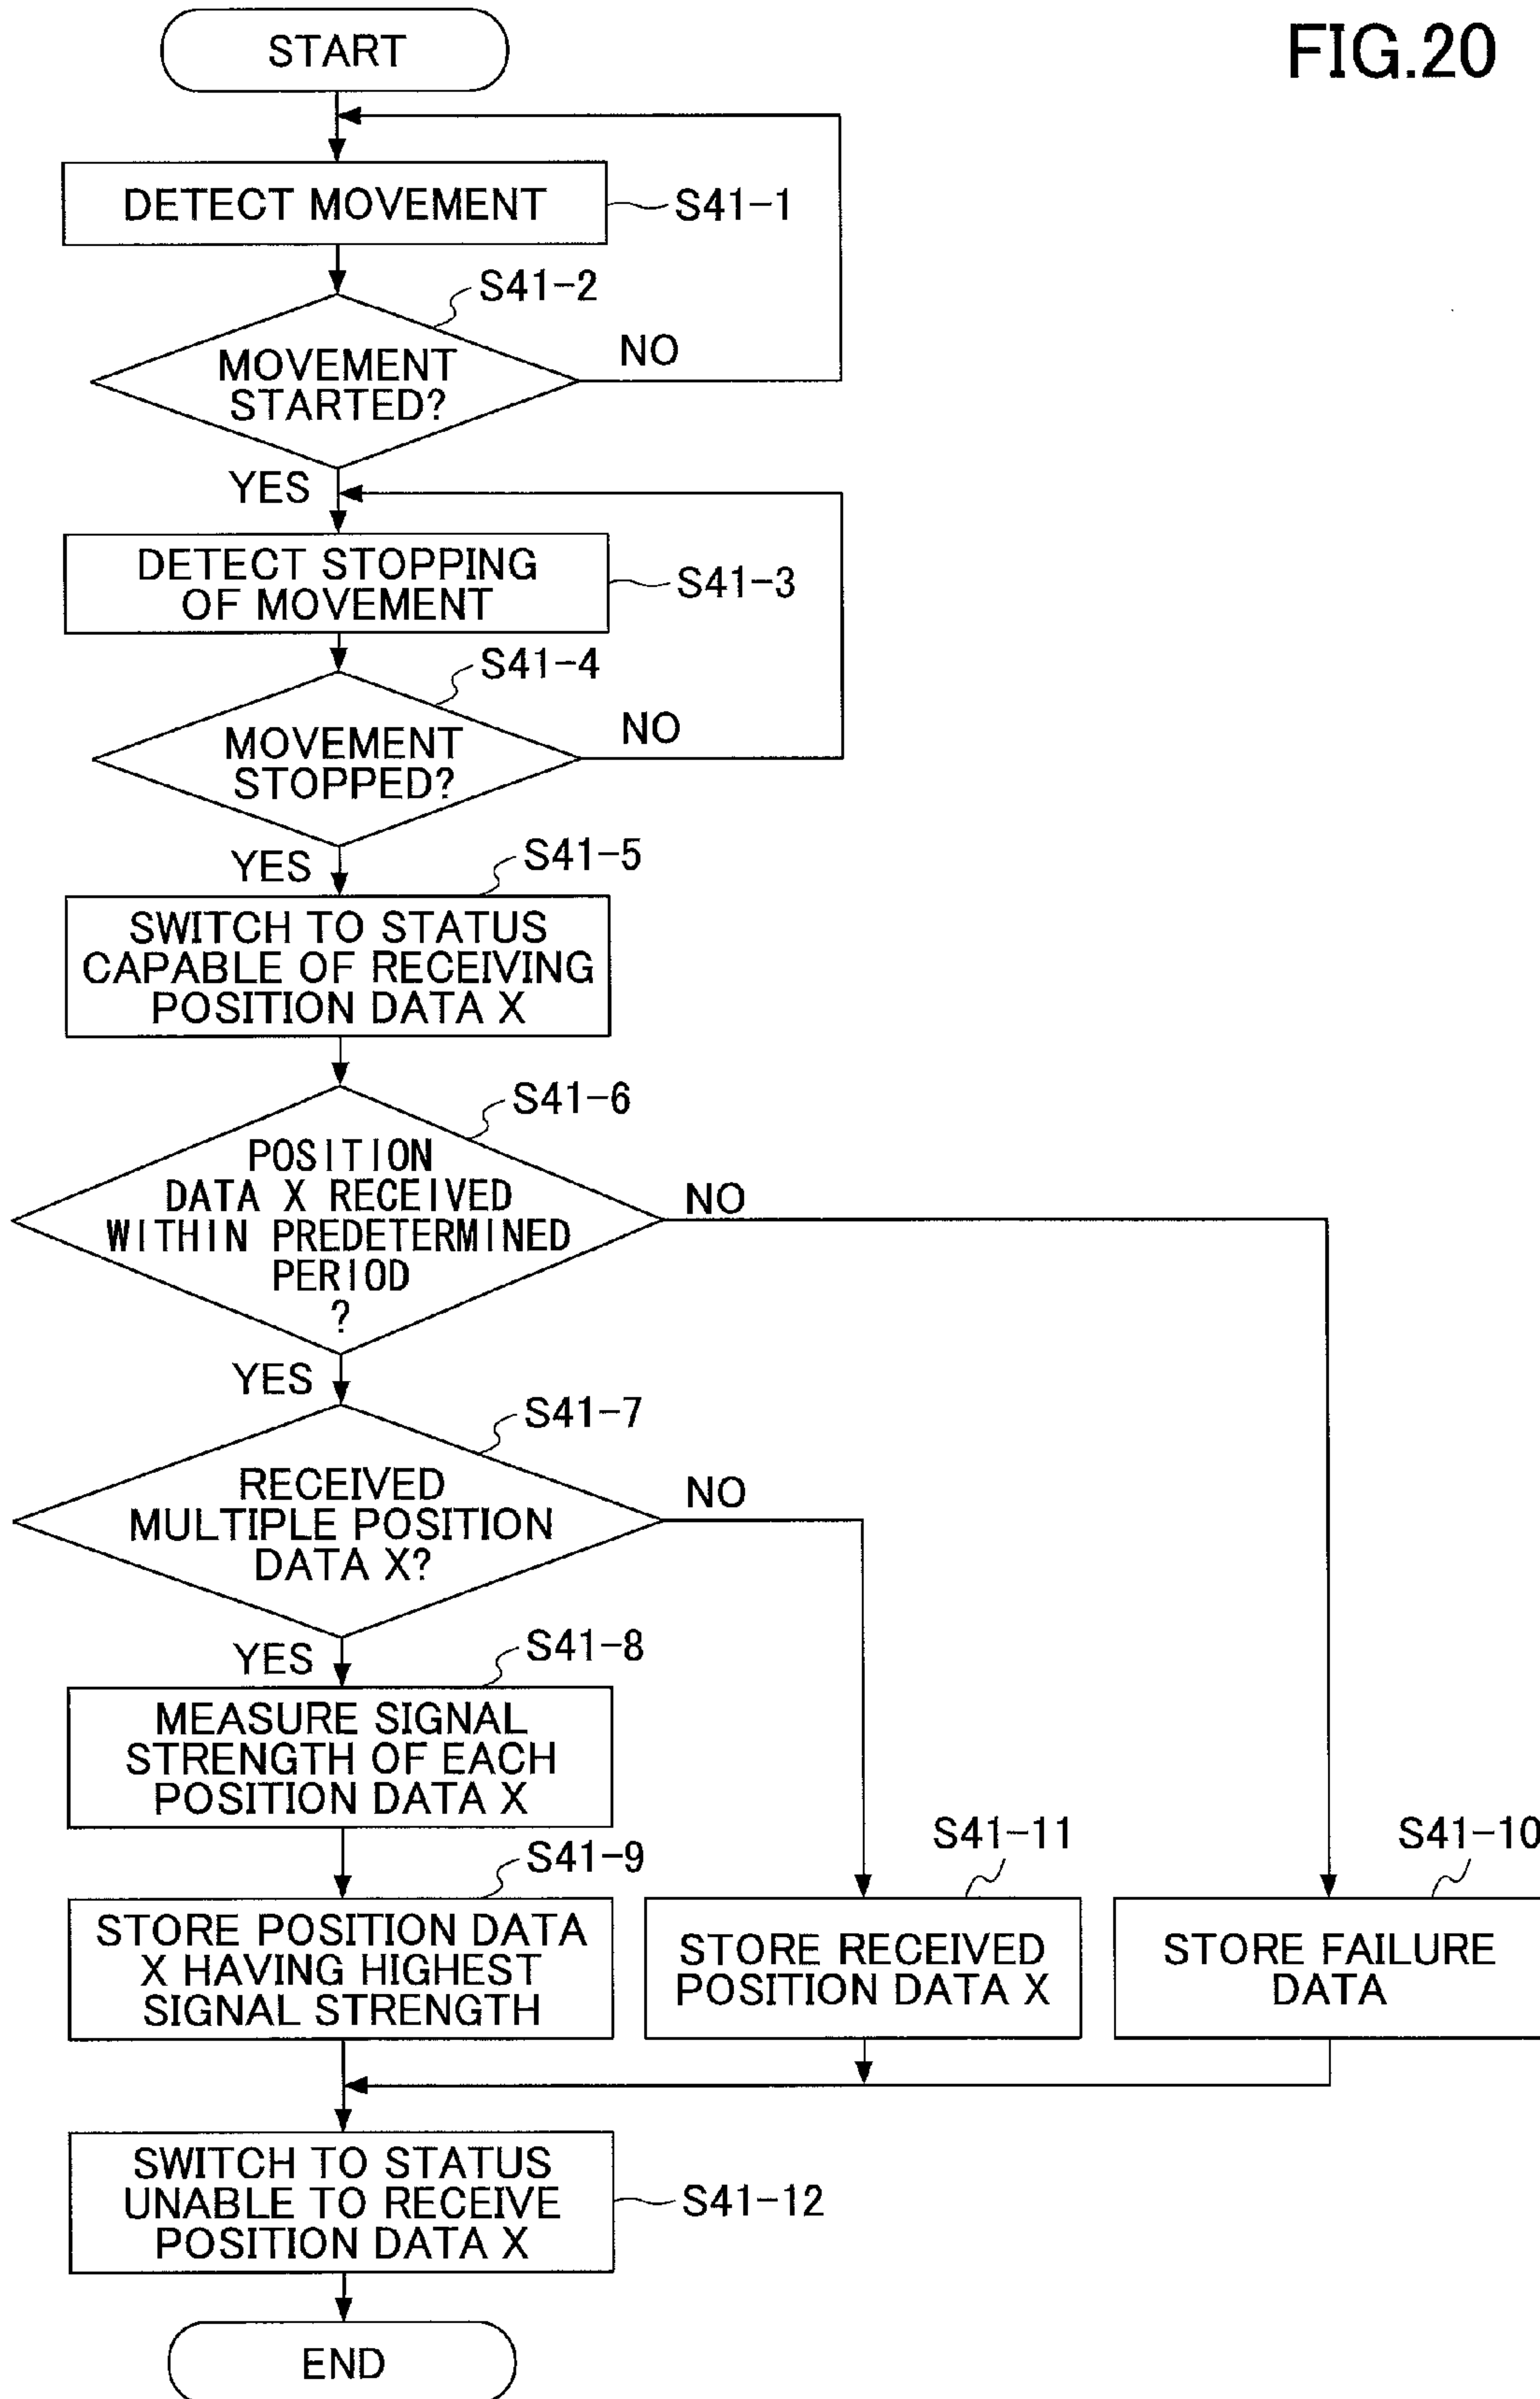 FIG.20
START
DETECT MOVEMENT
S41-1
S41-2
MOVEMENT
STARTED?
NO
YES
DETECT STOPPING
OF MOVEMENT
S41-3
S41-4
MOVEMENT
STOPPED?
NO
YES
S41-5
SWITCH TO STATUS
CAPABLE OF RECEIVING
POSITION DATA X
S41-6
POSITION
DATA X RECEIVED
WITHIN PREDETERMINED
PERIOD
?
NO
YES
S41-7
RECEIVED
MULTIPLE POSITION
DATA X?
NO
YES
S41-8
MEASURE SIGNAL
STRENGTH OF EACH
POSITION DATA X
S41-9
STORE POSITION DATA
X HAVING HIGHEST
SIGNAL STRENGTH
S41-11
STORE RECEIVED
POSITION DATA X
S41-10
STORE FAILURE
DATA
SWITCH TO STATUS
UNABLE TO RECEIVE
POSITION DATA X
S41-12
END